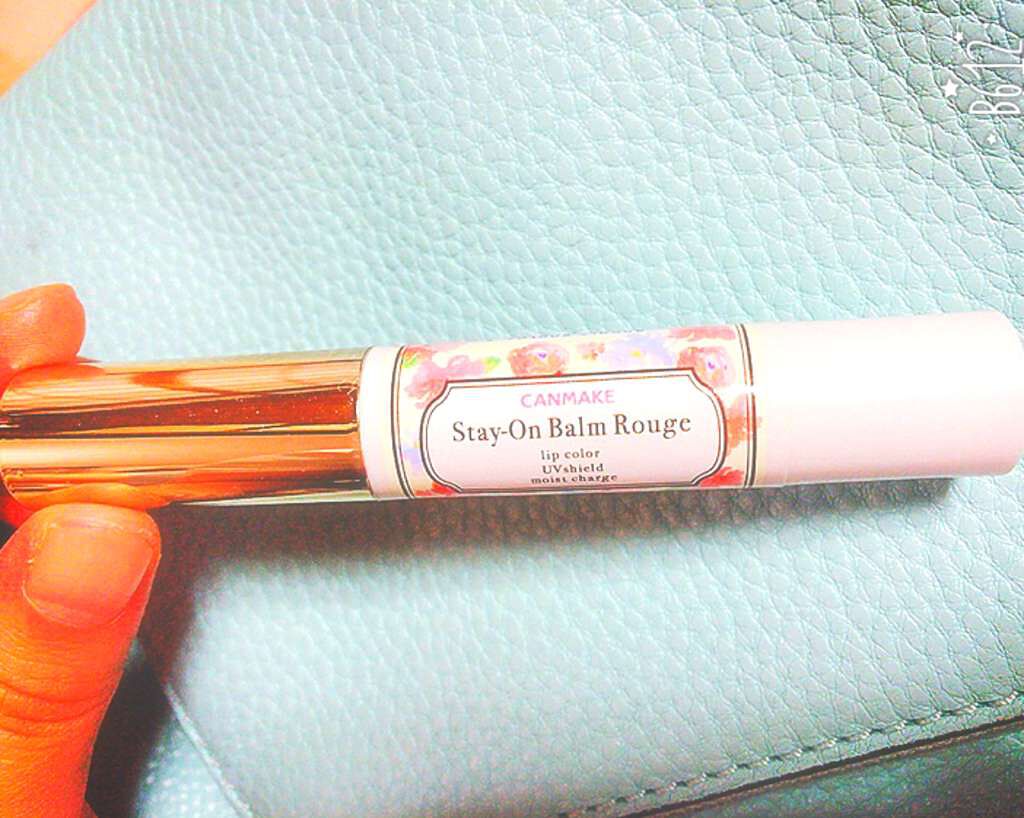 CANMAKE
Stay-On Balm Rouge
lip color
UVshield
moist charge
B612